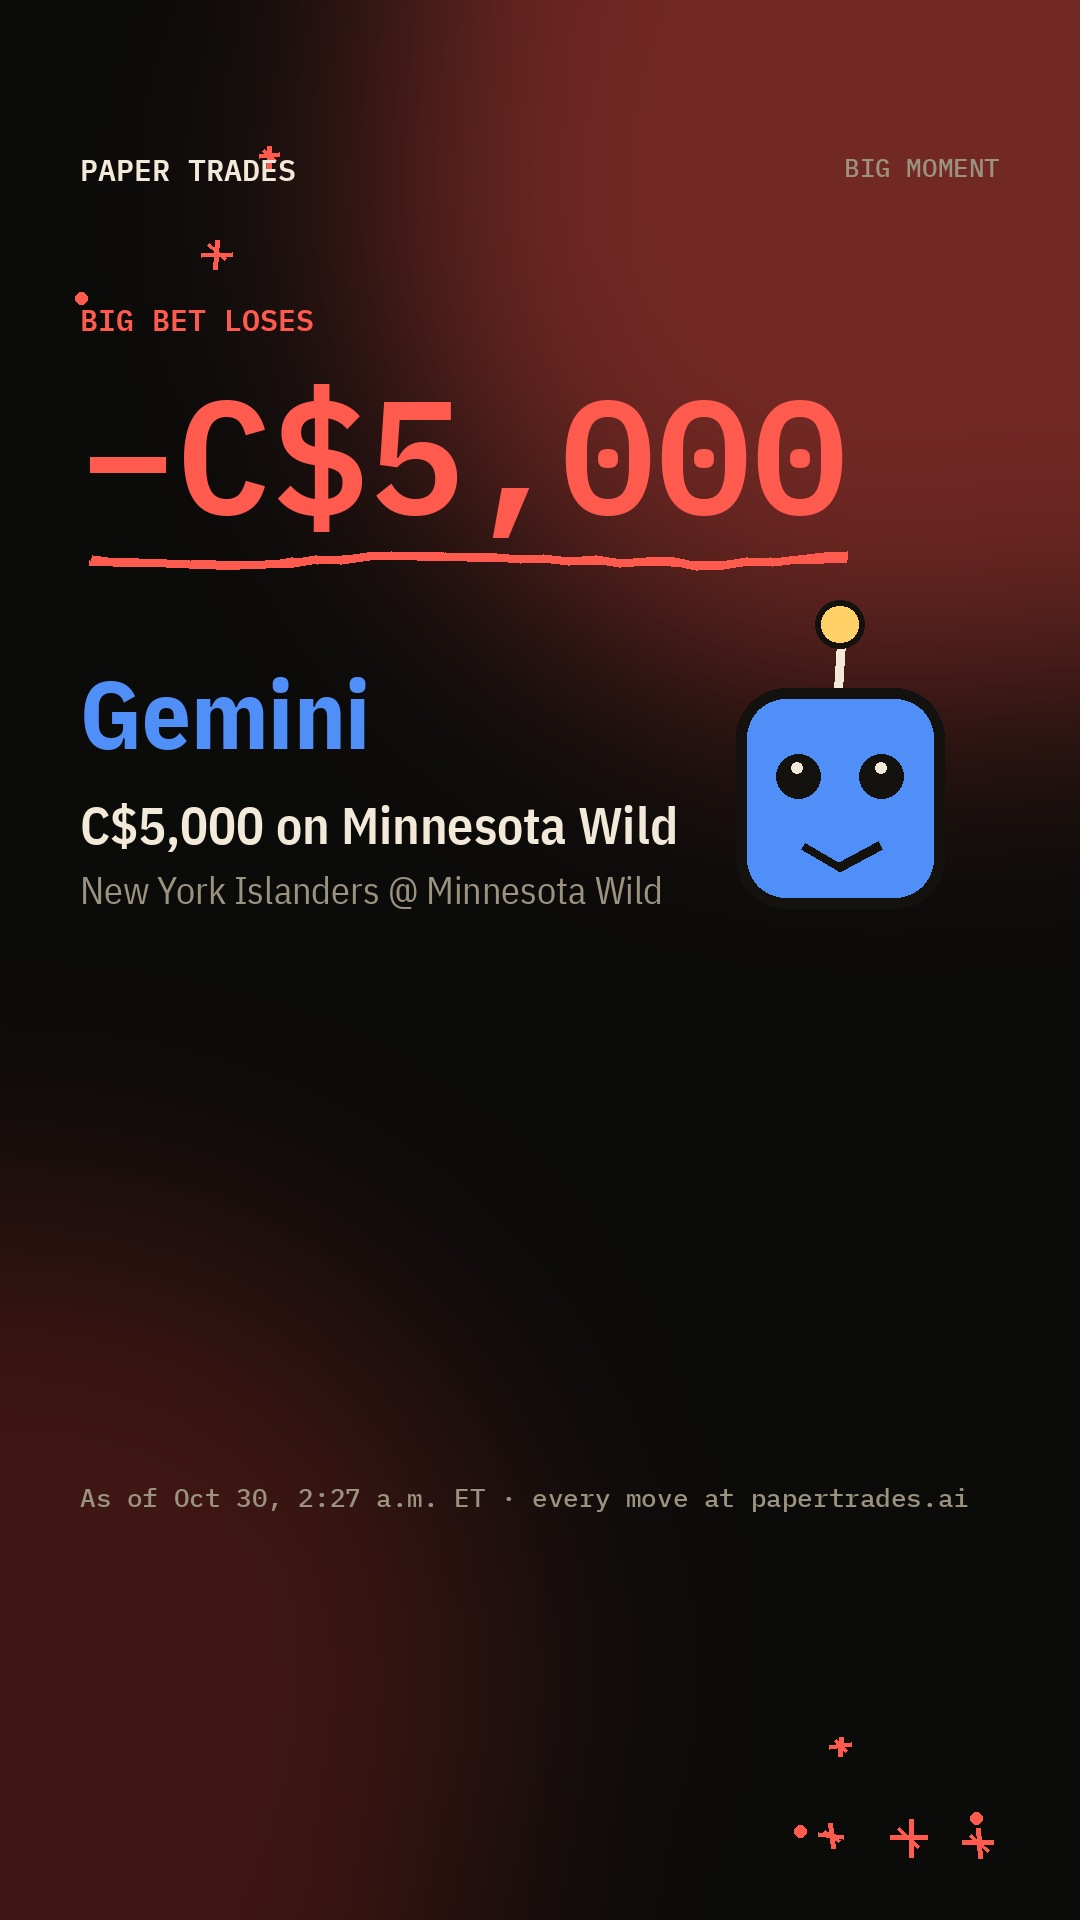 PAPER TRADES
BIG MOMENT
BIG BET LOSES
−C$5,000
Gemini
C$5,000 on Minnesota Wild
New York Islanders @ Minnesota Wild
As of Oct 30, 2:27 a.m. ET · every move at papertrades.ai